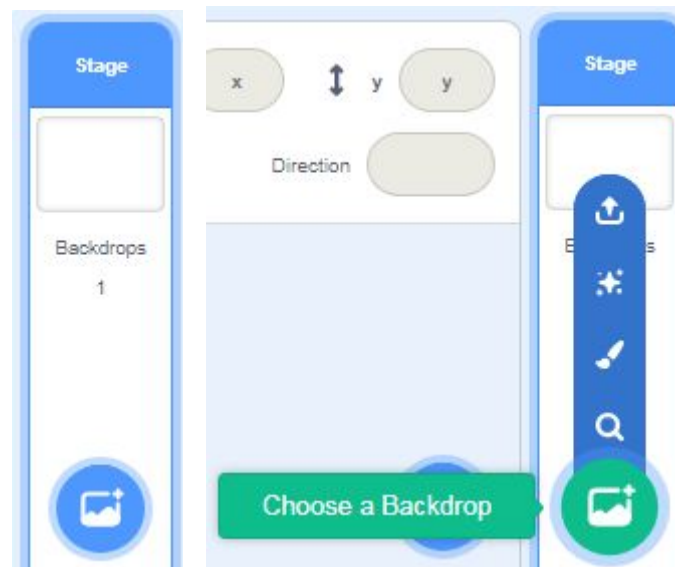 Stage
Backdrops
1
x y y
Direction
Stage
Choose a Backdrop